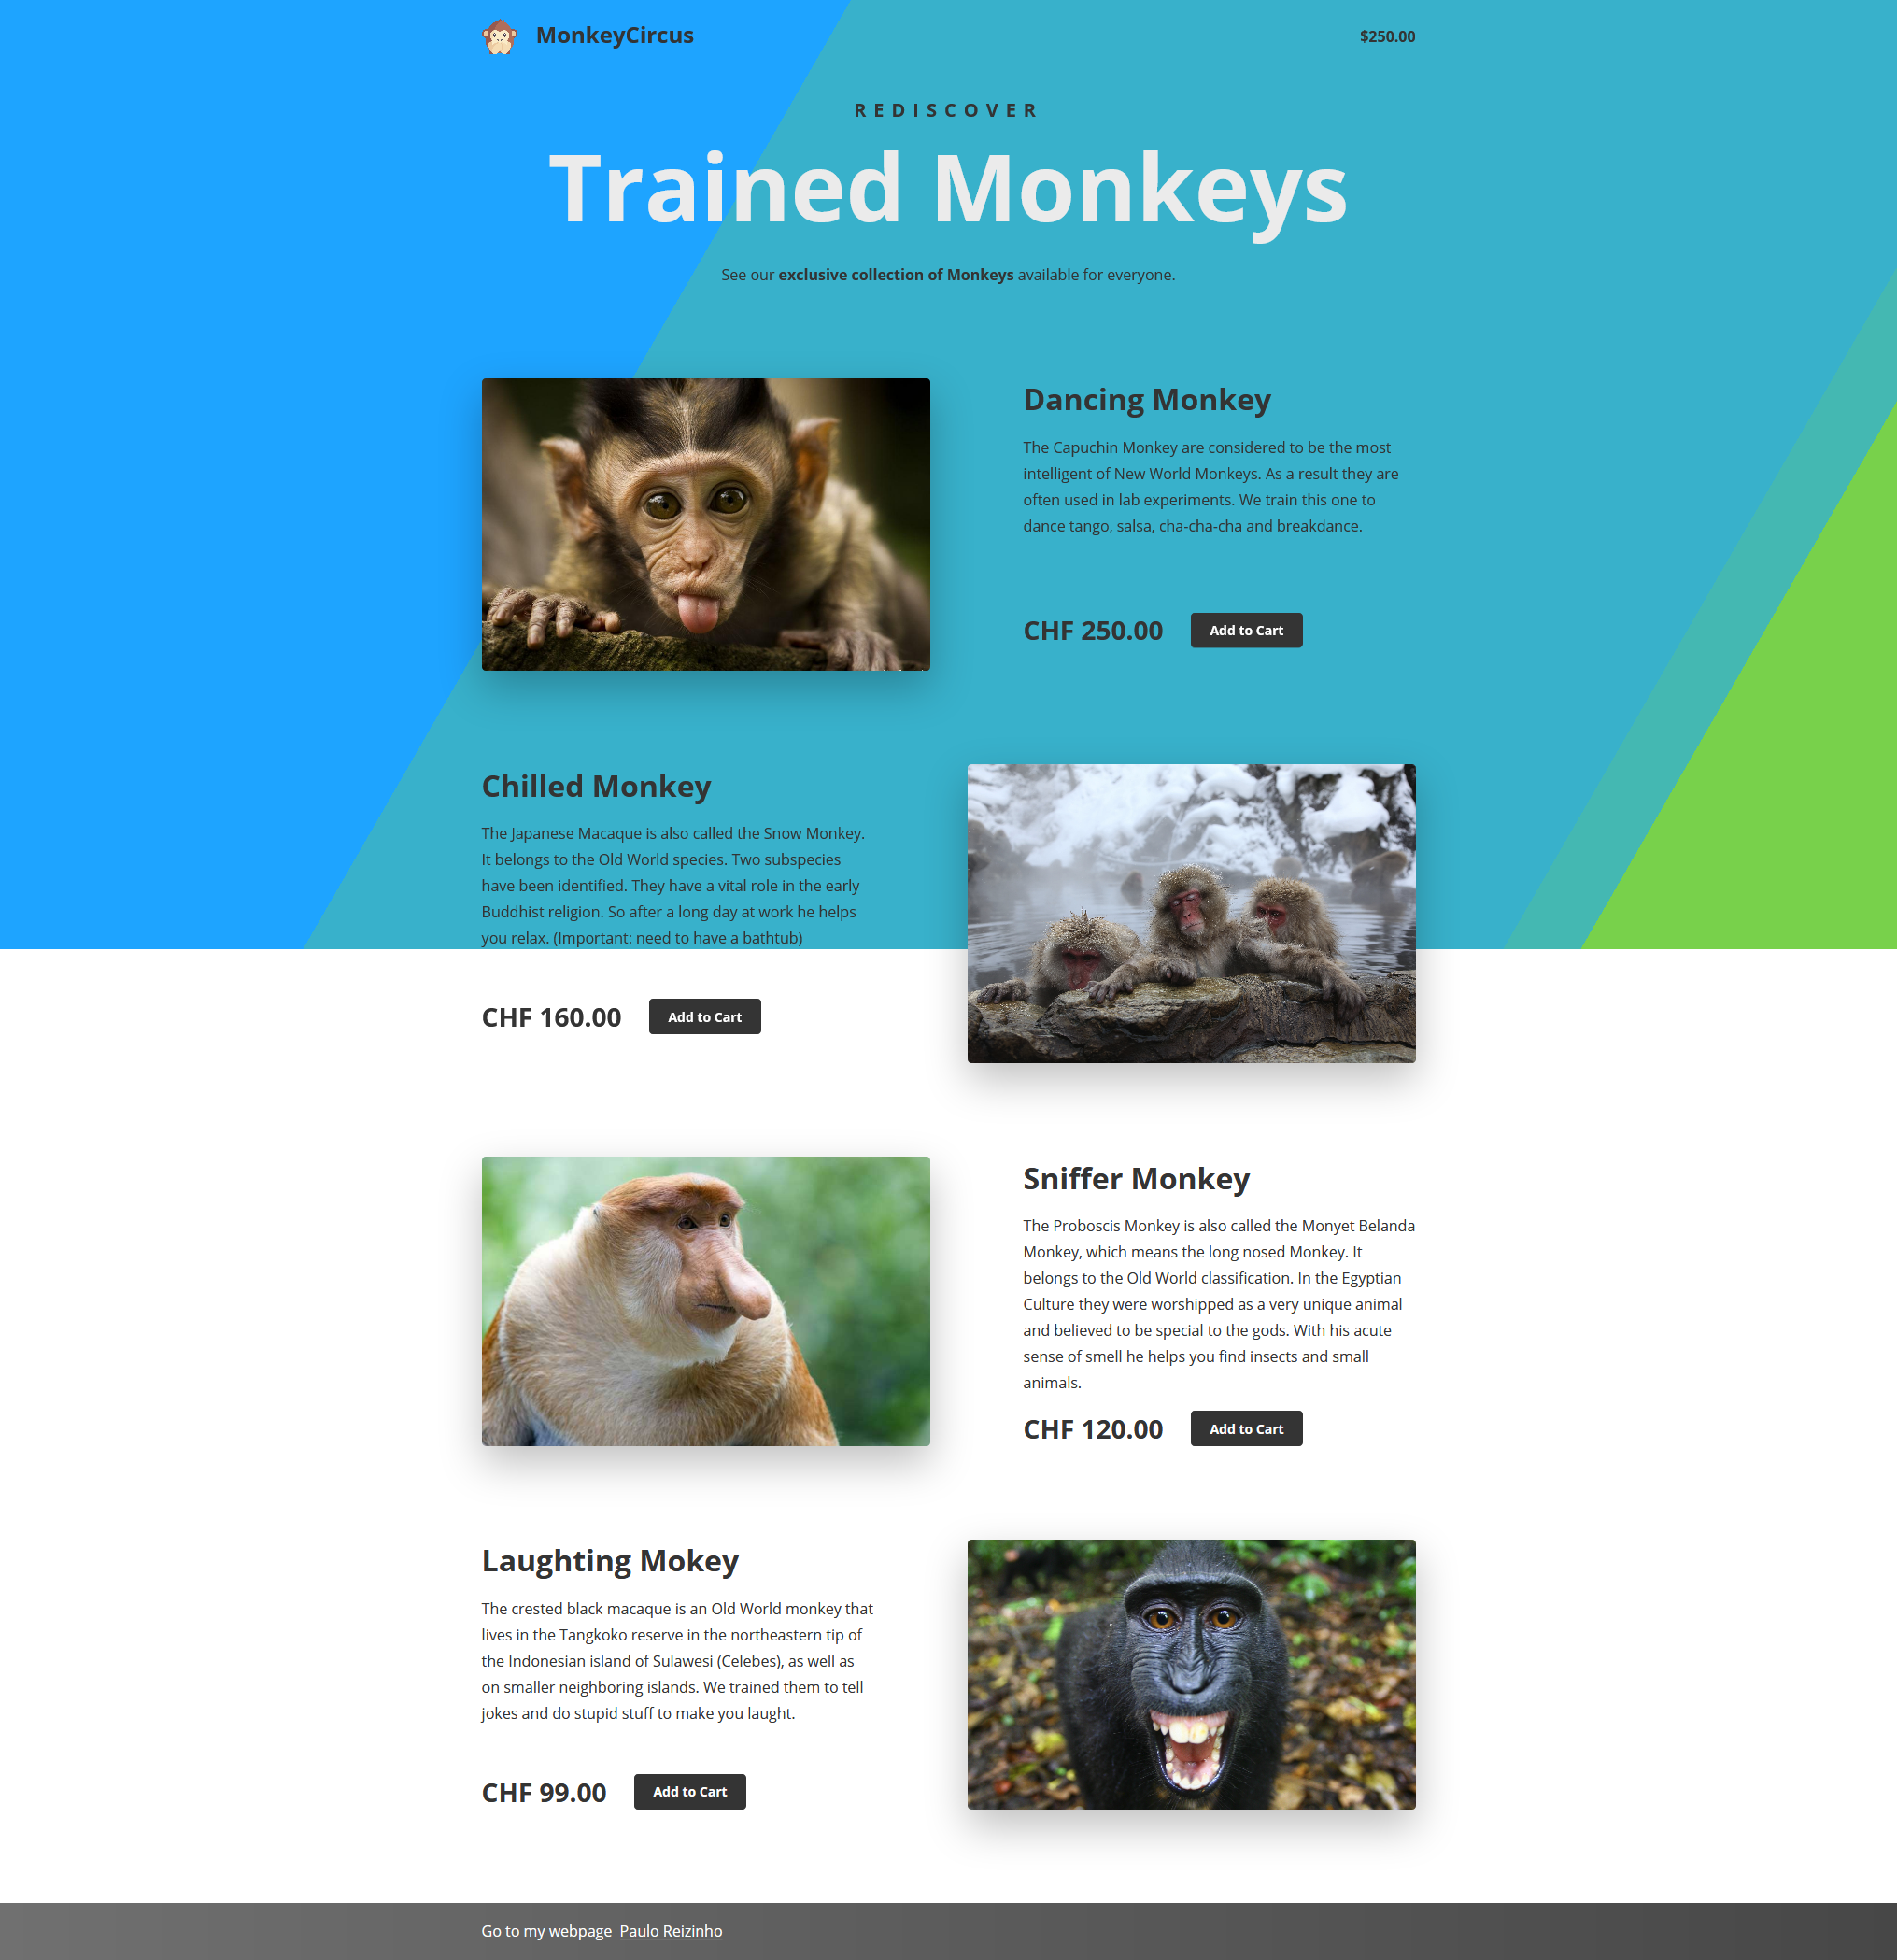 MonkeyCircus
$250.00
REDISCOVER
Trained Monkeys
See our exclusive collection of Monkeys available for everyone.
Dancing Monkey
The Capuchin Monkey are considered to be the most
intelligent of New World Monkeys. As a result they are
often used in lab experiments. We train this one to
dance tango, salsa, cha-cha-cha and breakdance.
CHF 250.00
Add to Cart
Chilled Monkey
The Japanese Macaque is also called the Snow Monkey.
It belongs to the Old World species. Two subspecies
have been identified. They have a vital role in the early
Buddhist religion. So after a long day at work he helps
you relax. (Important: need to have a bathtub)
CHF 160.00
Add to Cart
Sniffer Monkey
The Proboscis Monkey is also called the Monyet Belanda
Monkey, which means the long nosed Monkey. It
belongs to the Old World classification. In the Egyptian
Culture they were worshipped as a very unique animal
and believed to be special to the gods. With his acute
sense of smell he helps you find insects and small
animals.
CHF 120.00
Add to Cart
Laughting Mokey
The crested black macaque is an Old World monkey that
lives in the Tangkoko reserve in the northeastern tip of
the Indonesian island of Sulawesi (Celebes), as well as
on smaller neighboring islands. We trained them to tell
jokes and do stupid stuff to make you laught.
CHF 99.00
Add to Cart
Go to my webpage Paulo Reizinho